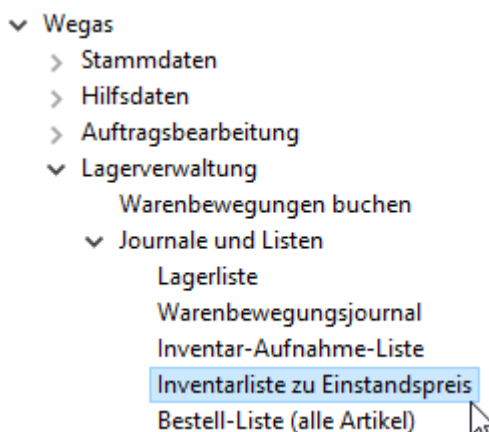 Wegas
Stammdaten
Hilfsdaten
Auftragsbearbeitung
Lagerverwaltung
Warenbewegungen buchen
Journale und Listen
Lagerliste
Warenbewegungsjournal
Inventar-Aufnahme-Liste
Inventarliste zu Einstandspreis
Bestell-Liste (alle Artikel)